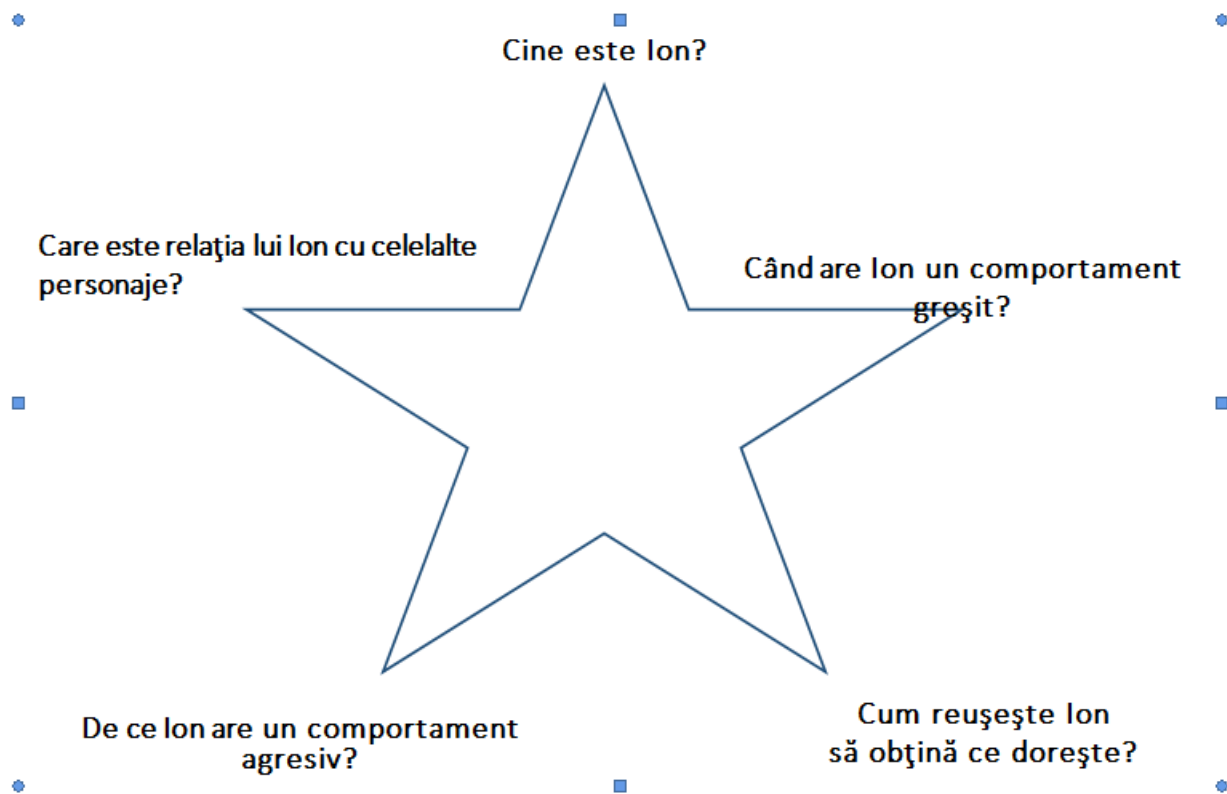 Cine este Ion?
Care este relaţia lui Ion cu celelalte
personaje?
Când are Ion un comportament
greşit?
De ce Ion are un comportament
agresiv?
Cum reuşeşte Ion
să obţină ce doreşte?